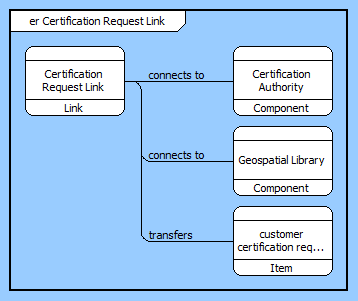 er Certification Request Link
Certification
Request Link
Link
connects to
Certification
Authority
Component
connects to
Geospatial Library
Component
transfers
customer
certification req...
Item